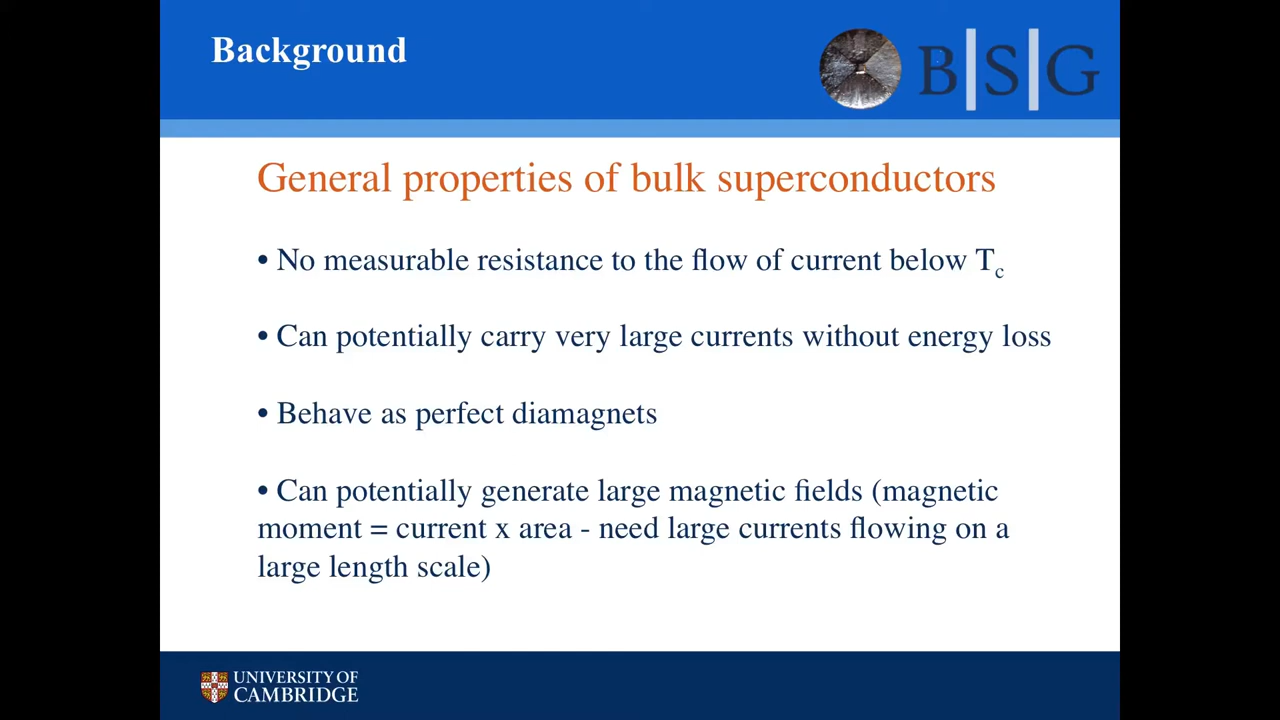 Background
B|S|G
General properties of bulk superconductors
• No measurable resistance to the flow of current below Tc
• Can potentially carry very large currents without energy loss
• Behave as perfect diamagnets
• Can potentially generate large magnetic fields (magnetic
moment = current x area - need large currents flowing on a
large length scale)
UNIVERSITY OF
CAMBRIDGE